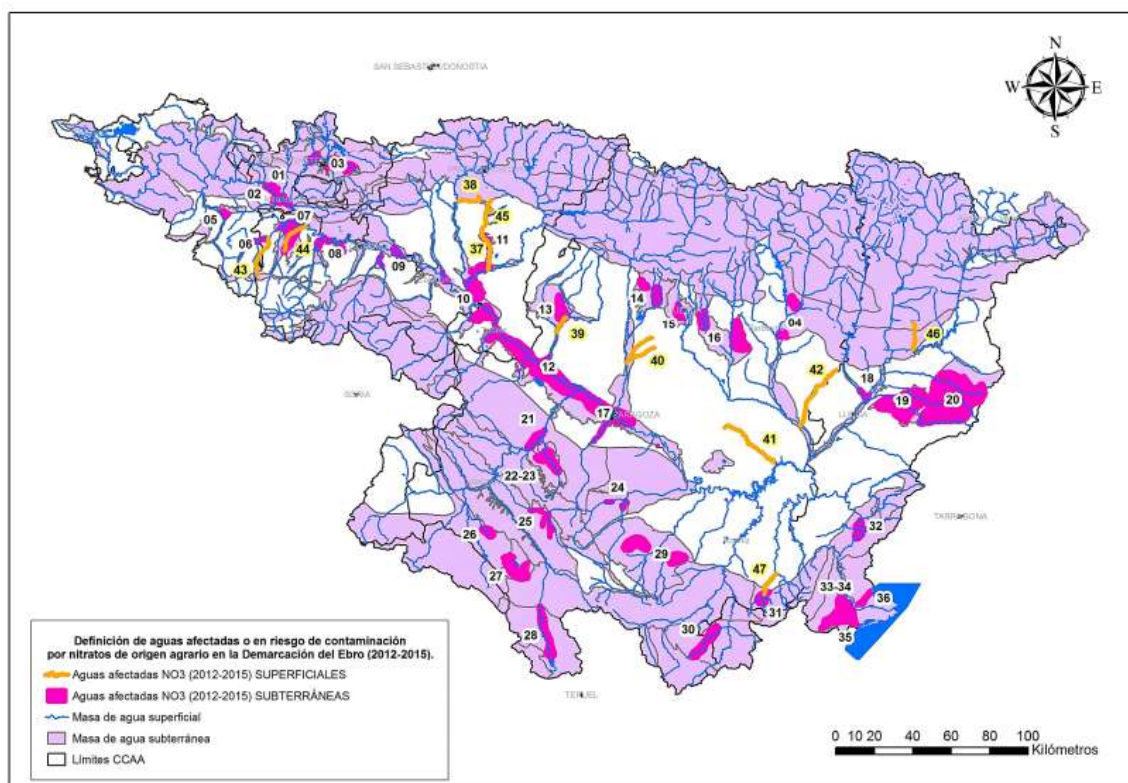 N
W E
S
SAN SEBASTIÁN/DONOSTIA
03
01
02
38
05
07
45
06
44
08
37
11
43
09
10
14
13
15
04
16
39
46
40
12
42
18
19
20
SORIA
17
ZARAGOZA
21
41
22-23
24
TARRAGONA
25
32
26
29
27
47
33-34
36
31
28
30
35
TERUEL
Definición de aguas afectadas o en riesgo de contaminación
por nitratos de origen agrario en la Demarcación del Ebro (2012-2015).
Aguas afectadas NO3 (2012-2015) SUPERFICIALES
Aguas afectadas NO3 (2012-2015) SUBTERRÁNEAS
Masa de agua superficial
Masa de agua subterránea
Límites CCAA
0 10 20 40 60 80 100
Kilómetros